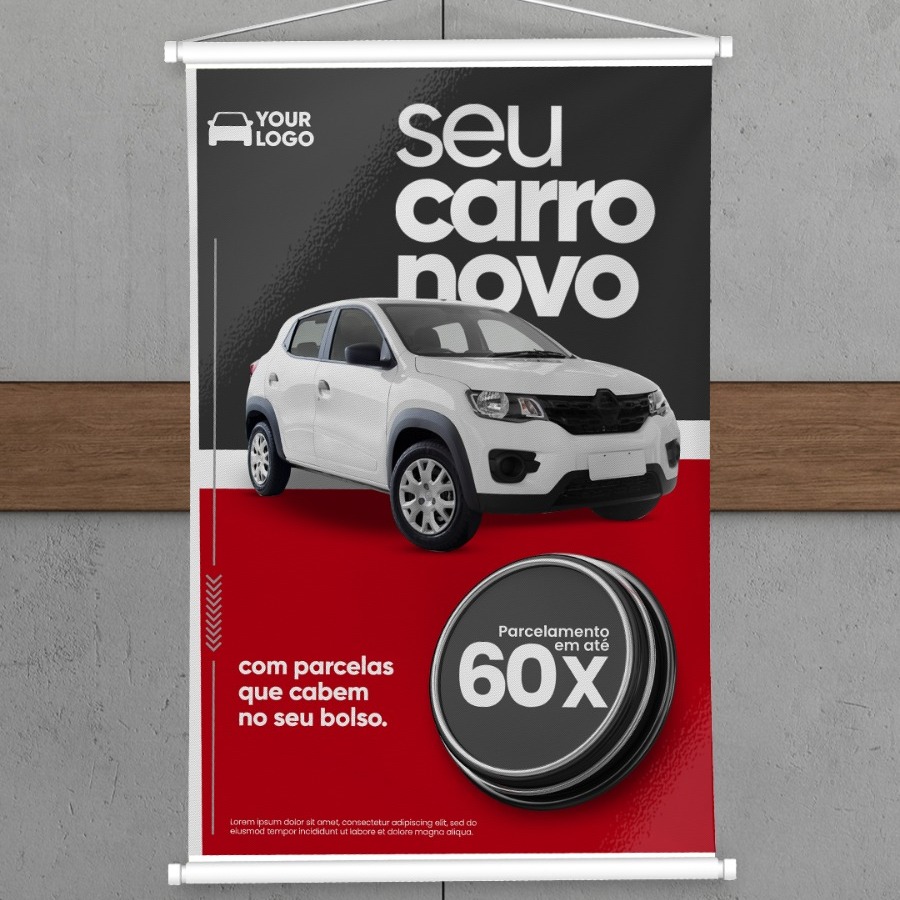 YOUR
LOGO
seu
carro
novo
Parcelamento
em até
60x
com parcelas
que cabem
no seu bolso.
Lorem ipsum dolor sit amet, consectetur adipiscing elit, sed do
eiusmod tempor incididunt ut labore et dolore magna aliqua.